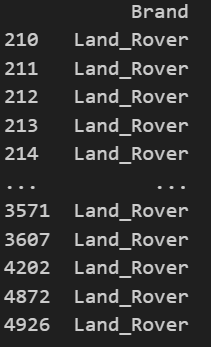 Brand
210 Land_Rover
211 Land_Rover
212 Land_Rover
213 Land_Rover
214 Land_Rover
... ...
3571 Land_Rover
3607 Land_Rover
4202 Land_Rover
4872 Land_Rover
4926 Land_Rover